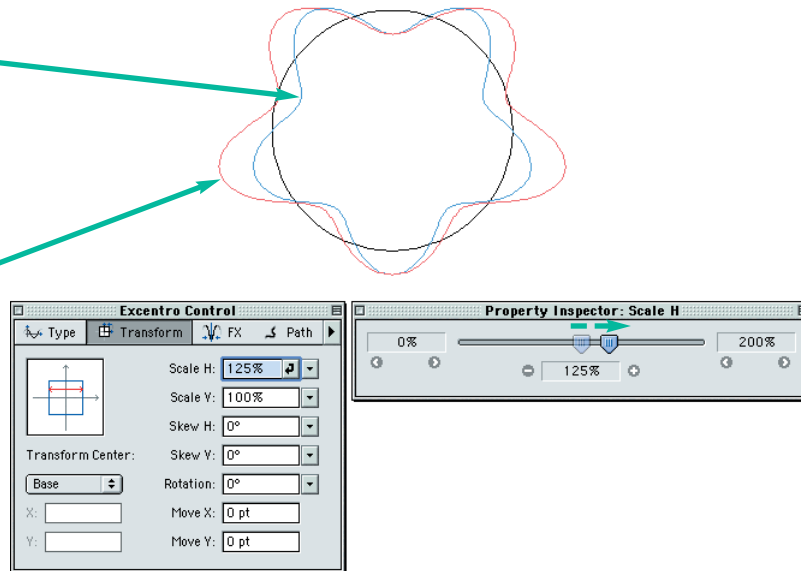 Excentro Control
Type Transform FX Path
Scale H: 125%
Scale V: 100%
Skew H: 0°
Transform Center: Skew V: 0°
Base Rotation: 0°
X: Move X: 0 pt
Y: Move Y: 0 pt
Property Inspector: Scale H
0% 200%
125%